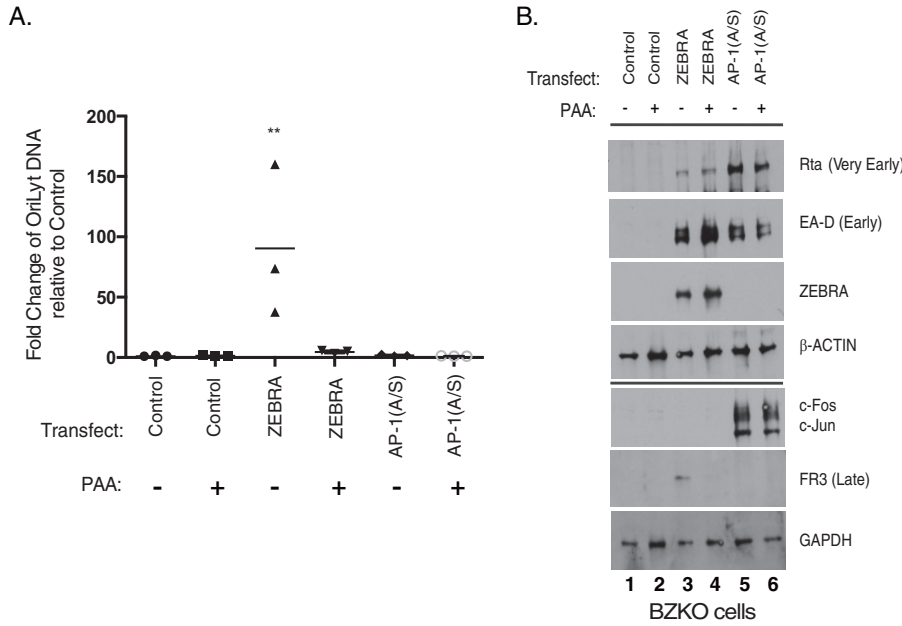 A.
Fold Change of OriLyt DNA
relative to Control
200
150
100
50
0
**
Transfect:
Control
Control
ZEBRA
ZEBRA
AP-1(A/S)
AP-1(A/S)
PAA:
- + - + - +
B.
Transfect:
Control
Control
ZEBRA
ZEBRA
AP-1(A/S)
AP-1(A/S)
PAA:
- + - + - +
Rta (Very Early)
EA-D (Early)
ZEBRA
β-ACTIN
c-Fos
c-Jun
FR3 (Late)
GAPDH
1 2 3 4 5 6
BZKO cells